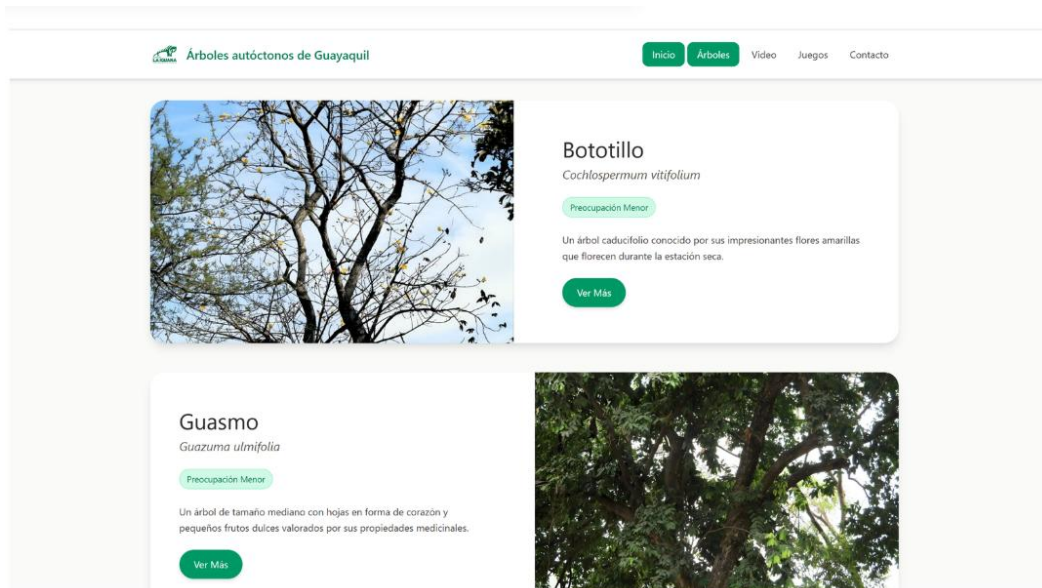 LA IGUANA
Árboles autóctonos de Guayaquil
Inicio
Árboles
Video
Juegos
Contacto
Bototillo
Cochlospermum vitifolium
Preocupación Menor
Un árbol caducifolio conocido por sus impresionantes flores amarillas
que florecen durante la estación seca.
Ver Más
Guasmo
Guazuma ulmifolia
Preocupación Menor
Un árbol de tamaño mediano con hojas en forma de corazón y
pequeños frutos dulces valorados por sus propiedades medicinales.
Ver Más